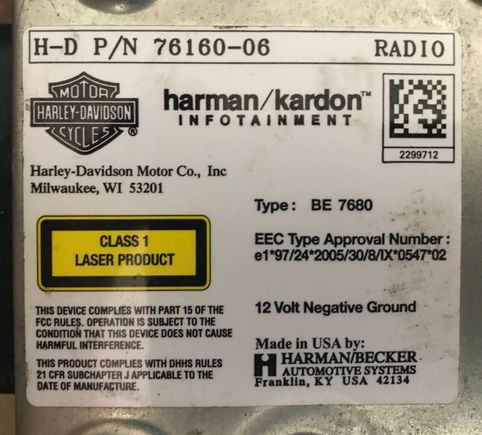 H-D P/N 76160-06 RADIO
MOTOR
HARLEY-DAVIDSON
CYCLES ®
harman/kardon™
INFOTAINMENT
2299712
Harley-Davidson Motor Co., Inc
Milwaukee, WI 53201
Type: BE 7680
CLASS 1
LASER PRODUCT
EEC Type Approval Number:
e1*97/24*2005/30/8/IX*0547*02
12 Volt Negative Ground
THIS DEVICE COMPLIES WITH PART 15 OF THE
FCC RULES. OPERATION IS SUBJECT TO THE
CONDITION THAT THIS DEVICE DOES NOT CAUSE
HARMFUL INTERFERENCE.
THIS PRODUCT COMPLIES WITH DHHS RULES
21 CFR SUBCHAPTER J APPLICABLE TO THE
DATE OF MANUFACTURE.
Made in USA by:
HARMAN/BECKER
AUTOMOTIVE SYSTEMS
Franklin, KY USA 42134